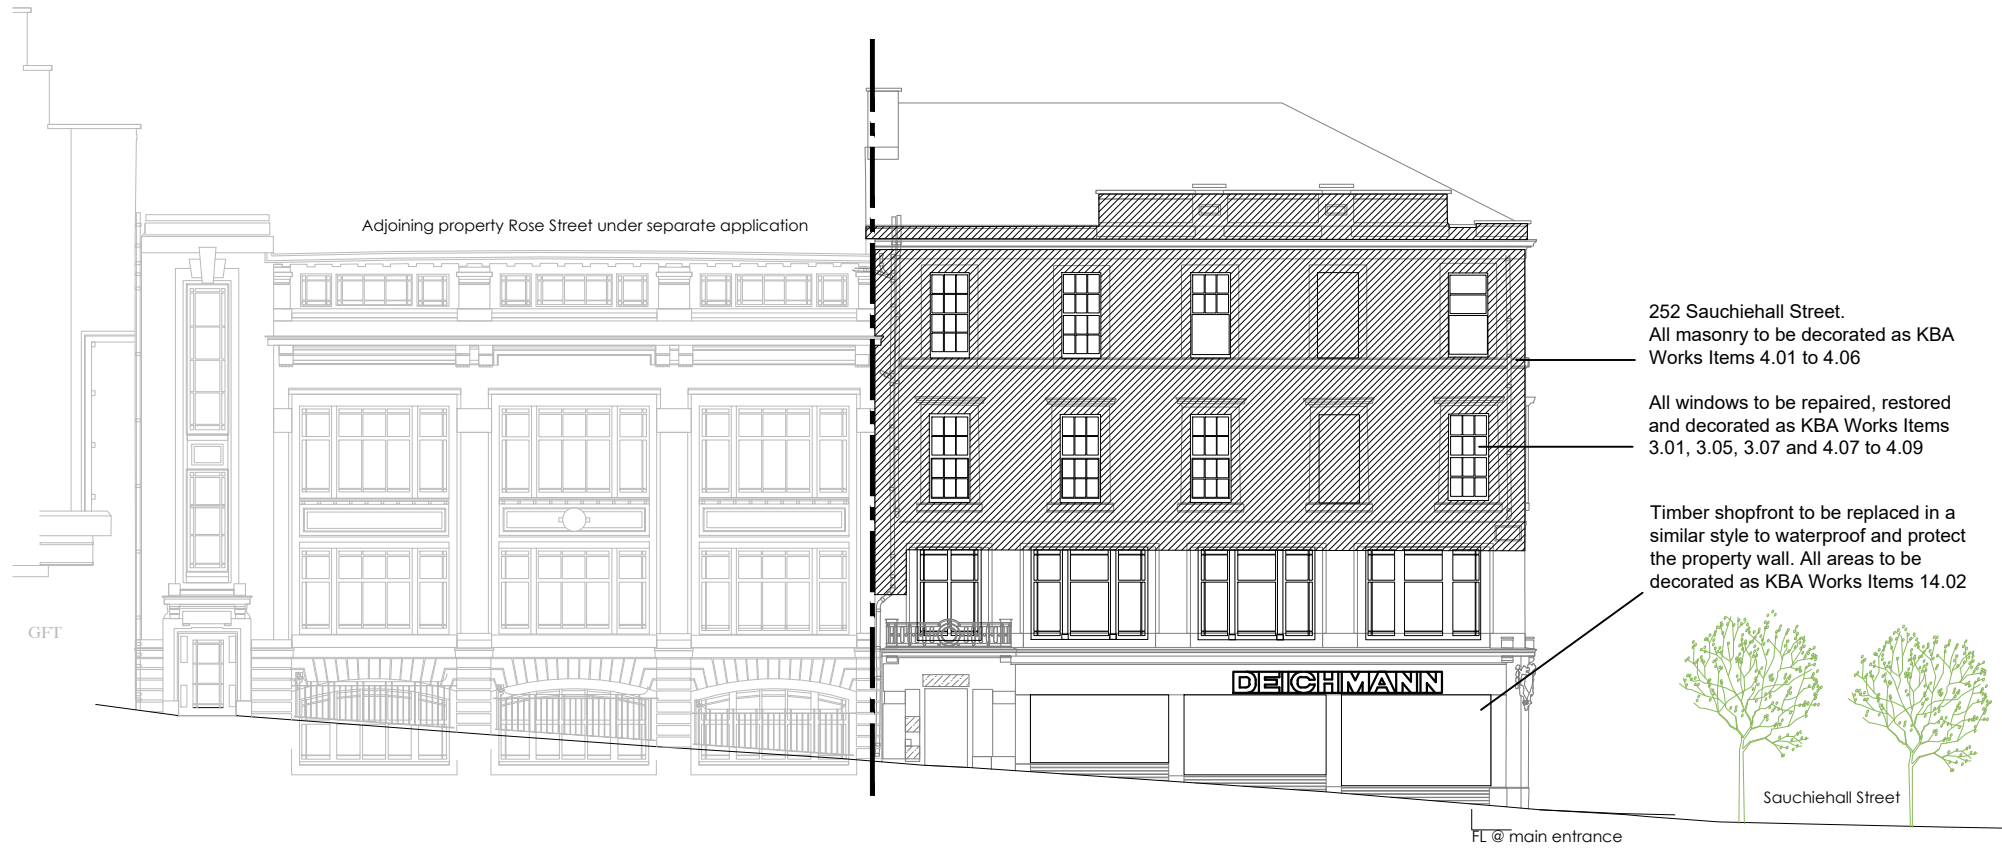 Adjoining property Rose Street under separate application
252 Sauchiehall Street.
All masonry to be decorated as KBA
Works Items 4.01 to 4.06
All windows to be repaired, restored
and decorated as KBA Works Items
3.01, 3.05, 3.07 and 4.07 to 4.09
Timber shopfront to be replaced in a
similar style to waterproof and protect
the property wall. All areas to be
decorated as KBA Works Items 14.02
GFT
DEICHMANN
Sauchiehall Street
FL @ main entrance